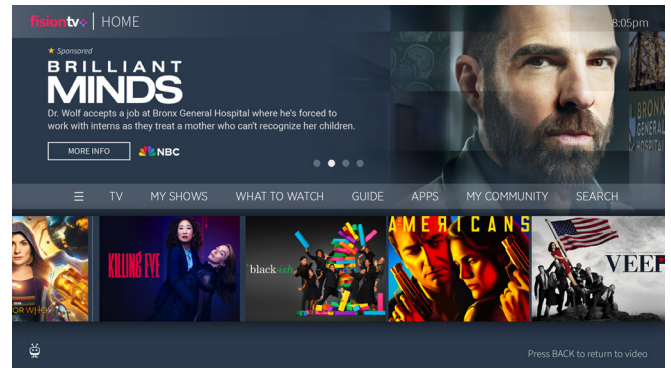 fisiontv+ | HOME
8:05pm
★ Sponsored
BRILLIANT
MINDS
Dr. Wolf accepts a job at Bronx General Hospital where he's forced to
work with interns as they treat a mother who can't recognize her children.
MORE INFO
NBC
BRONX
GENERAL
HOSPITAL
☰ TV MY SHOWS WHAT TO WATCH GUIDE APPS MY COMMUNITY SEARCH
OR WHO
KILLING EVE
black-ish
AMERICANS
VEEP
Press BACK to return to video